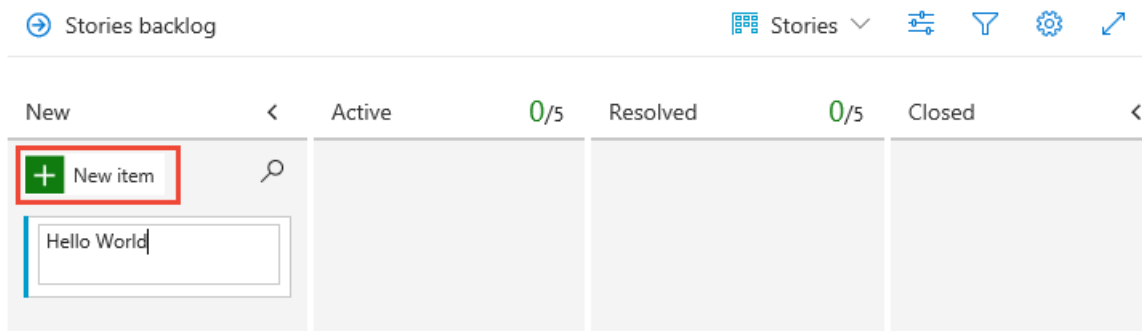 Stories backlog
Stories
New
Active 0/5
Resolved 0/5
Closed
New item
Hello World